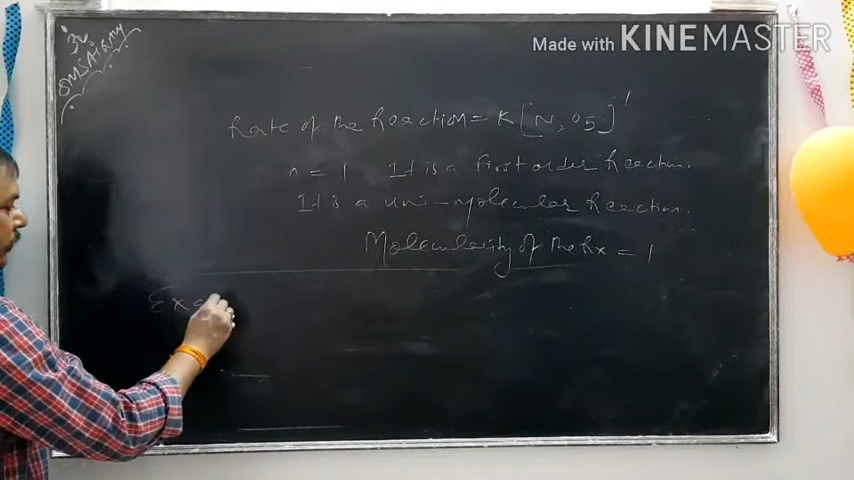 Made with KINEMASTER
Rate of the Reaction = K [N2O5]^1
n = 1 It is a First order Reaction.
It is a uni-molecular Reaction.
Molecularity of the Rx = 1
Exa